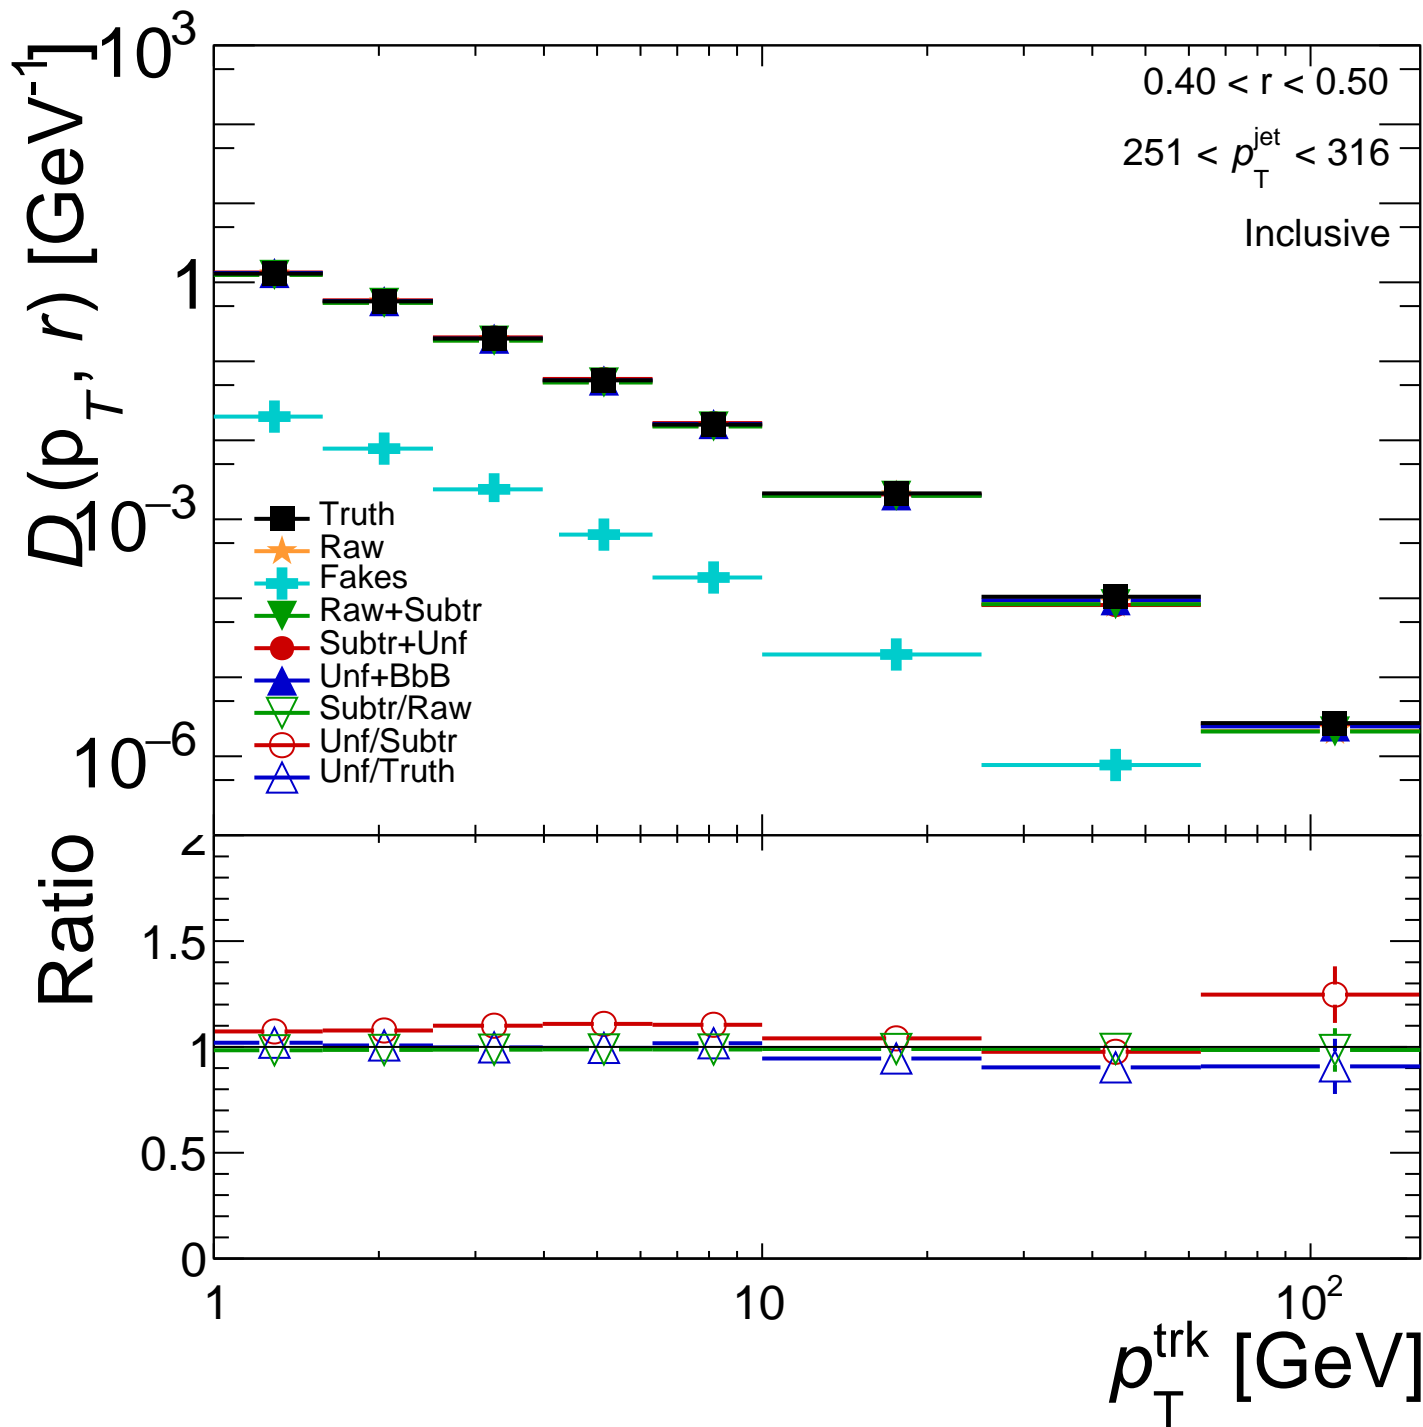 D (p_T, r) [GeV^-1]
10^3
1
10^−3
10^−6
0.40 < r < 0.50
251 < p_T^jet < 316
Inclusive
Truth
Raw
Fakes
Raw+Subtr
Subtr+Unf
Unf+BbB
Subtr/Raw
Unf/Subtr
Unf/Truth
Ratio
2
1.5
1
0.5
0
1
10
10^2
p_T^trk [GeV]